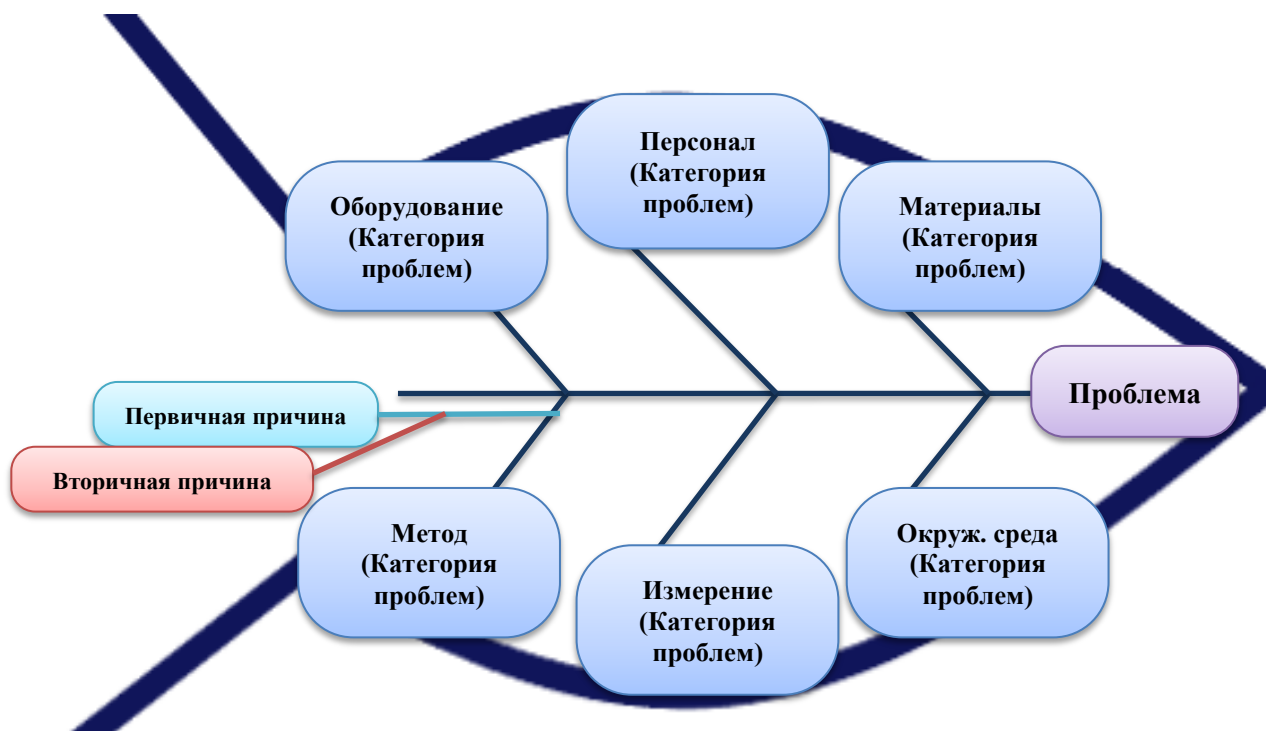 Персонал
(Категория
проблем)
Оборудование
(Категория
проблем)
Материалы
(Категория
проблем)
Проблема
Первичная причина
Вторичная причина
Метод
(Категория
проблем)
Измерение
(Категория
проблем)
Окруж. среда
(Категория
проблем)